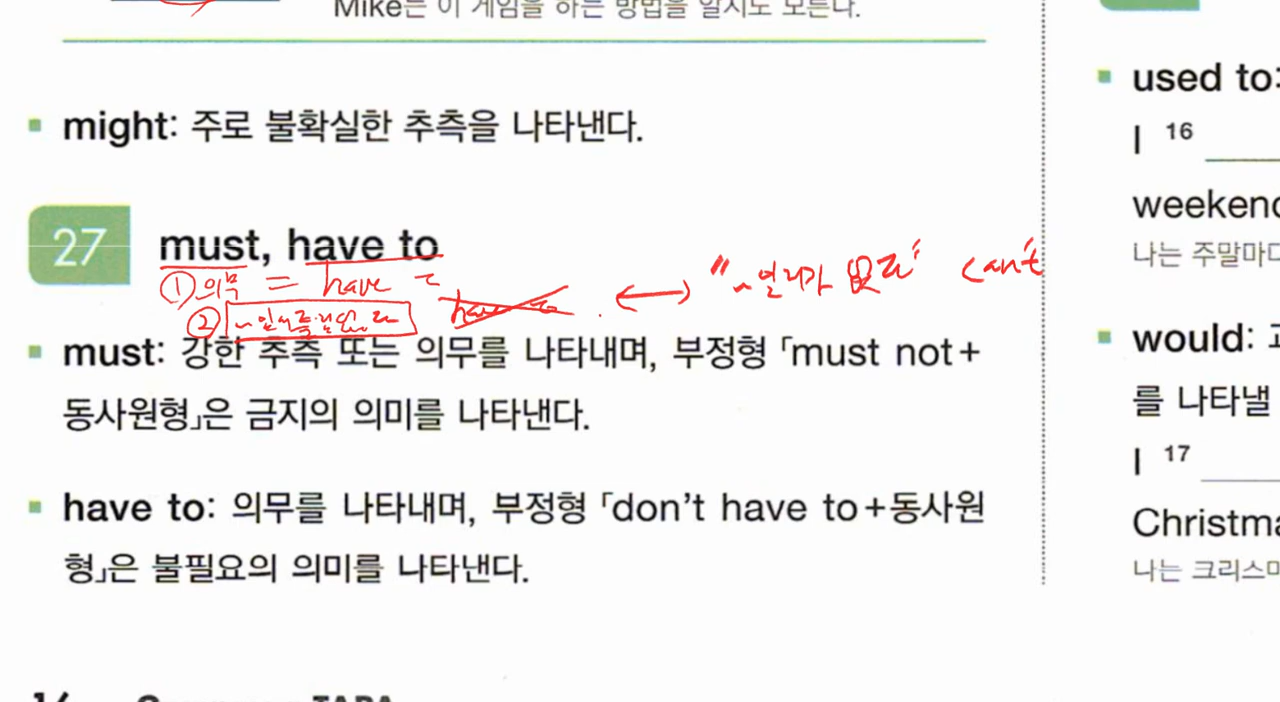 Mike는 이 게임을 하는 방법을 알지도 모른다.
might: 주로 불확실한 추측을 나타낸다.
27 must, have to
① 의무 = have to
②
have to ↔ "~일리가 없다" can't
must: 강한 추측 또는 의무를 나타내며, 부정형 「must not+
동사원형」은 금지의 의미를 나타낸다.
have to: 의무를 나타내며, 부정형 「don't have to+동사원
형」은 불필요의 의미를 나타낸다.
used to:
I 16
weekend
나는 주말마다
would: 과
를 나타낼
I 17
Christma
나는 크리스마